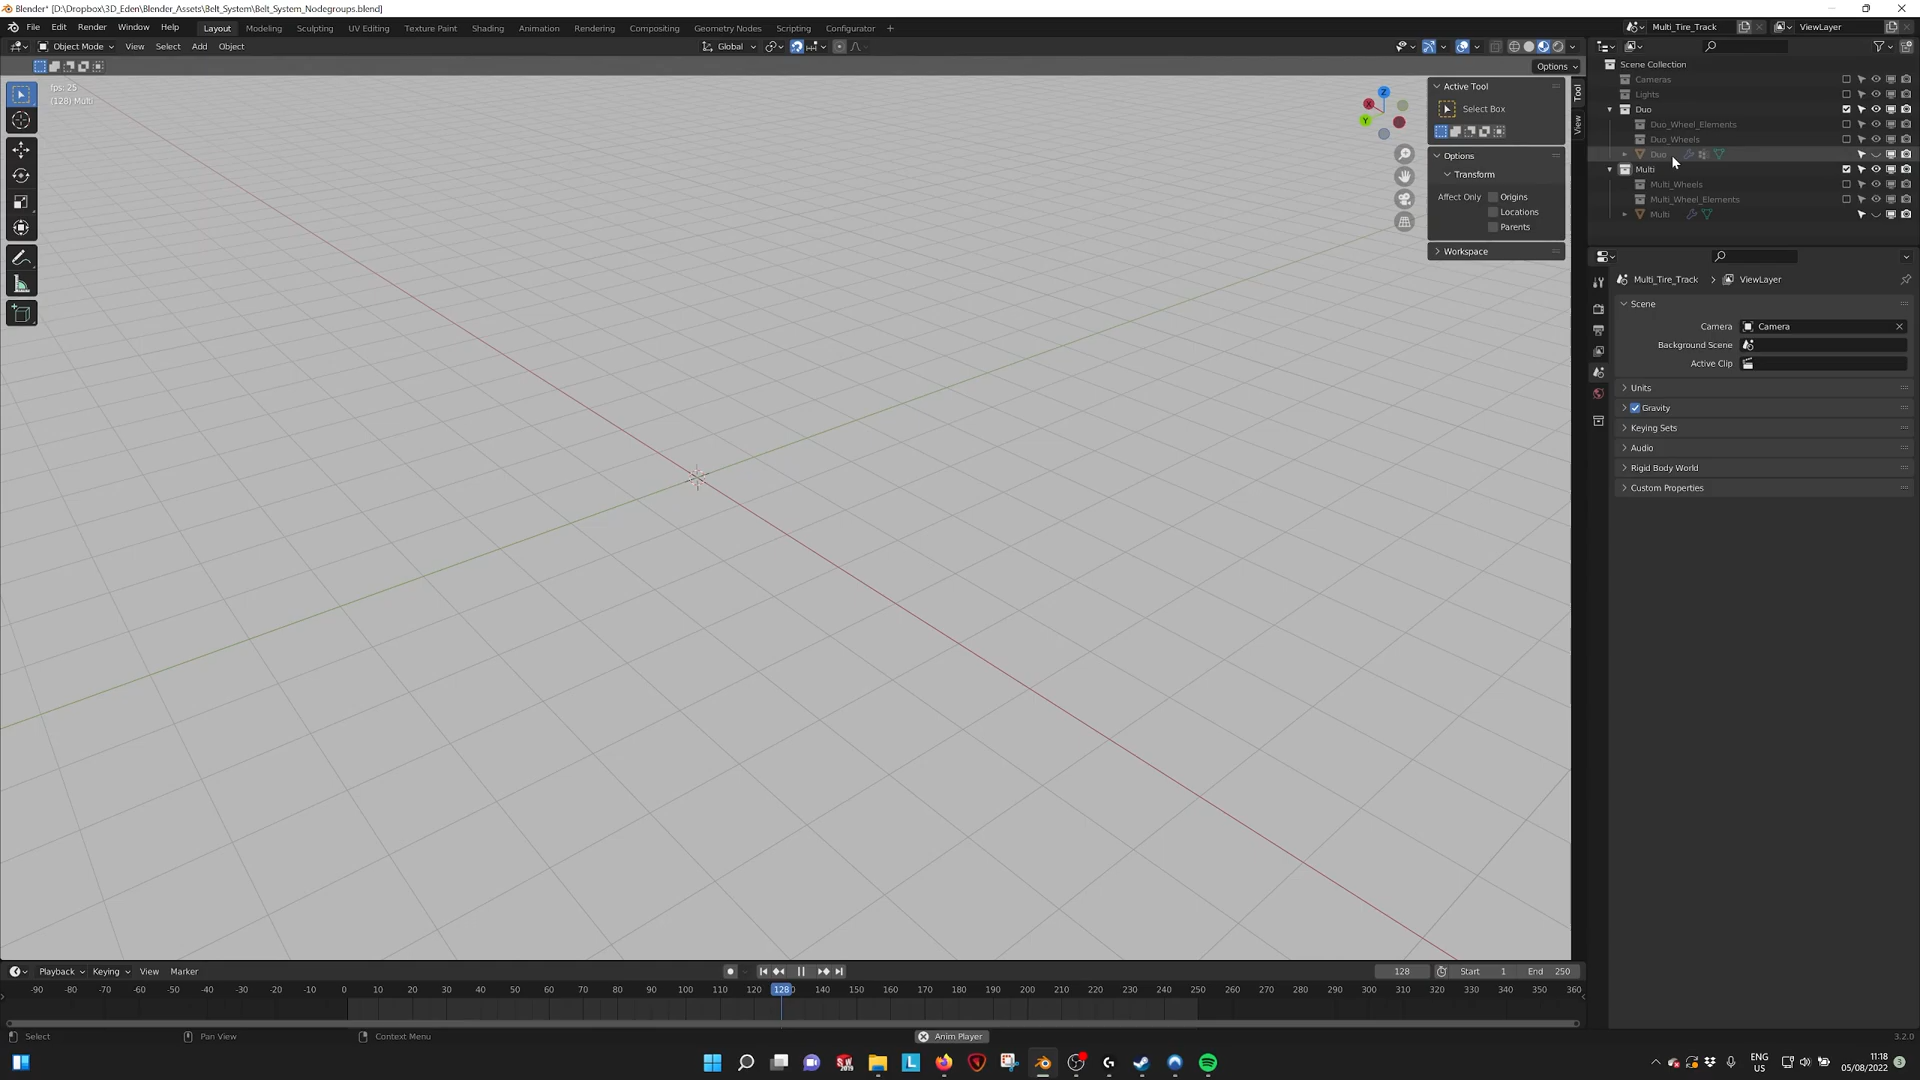 Blender* [D:\Dropbox\3D_Eden\Blender_Assets\Belt_System\Belt_System_Nodegroups.blend]
File Edit Render Window Help Layout Modeling Sculpting UV Editing Texture Paint Shading Animation Rendering Compositing Geometry Nodes Scripting Configurator + Multi_Tire_Track ViewLayer
Object Mode View Select Add Object Global
Options
fps: 25
(128) Multi
Z
X
Y
Active Tool
Select Box
Options
Transform
Affect Only Origins
Locations
Parents
Workspace
Tool
View
Scene Collection
Cameras
Lights
Duo
Duo_Wheel_Elements
Duo_Wheels
Duo
Multi
Multi_Wheels
Multi_Wheel_Elements
Multi
Multi_Tire_Track > ViewLayer
Scene
Camera Camera
Background Scene
Active Clip
Units
Gravity
Keying Sets
Audio
Rigid Body World
Custom Properties
Playback Keying View Marker 128 Start 1 End 250
-90 -80 -70 -60 -50 -40 -30 -20 -10 0 10 20 30 40 50 60 70 80 90 100 110 120 128 140 150 160 170 180 190 200 210 220 230 240 250 260 270 280 290 300 310 320 330 340 350 360
Select Pan View Context Menu Anim Player 3.2.0
ENG
US
11:18
05/08/2022
3